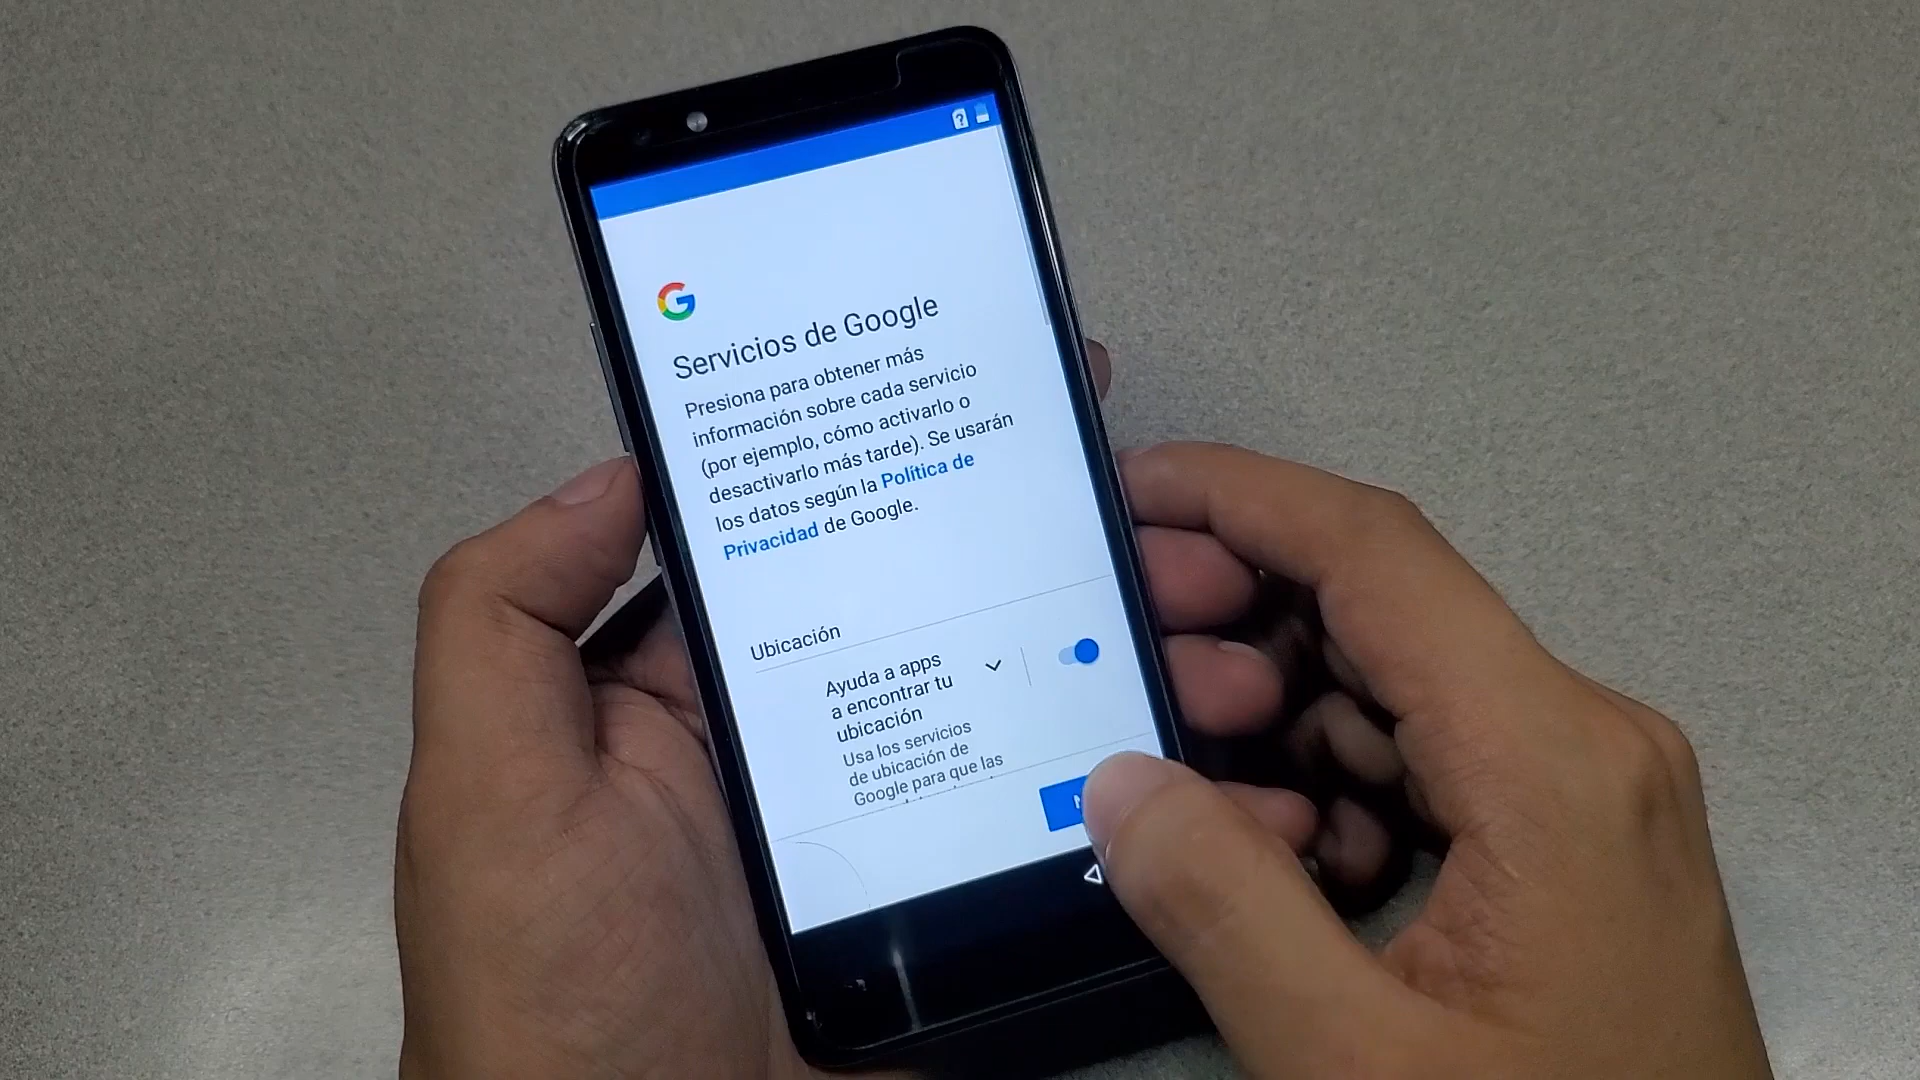 Servicios de Google
Presiona para obtener más
información sobre cada servicio
(por ejemplo, cómo activarlo o
desactivarlo más tarde). Se usarán
los datos según la Política de
Privacidad de Google.
Ubicación
Ayuda a apps
a encontrar tu
ubicación
Usa los servicios
de ubicación de
Google para que las